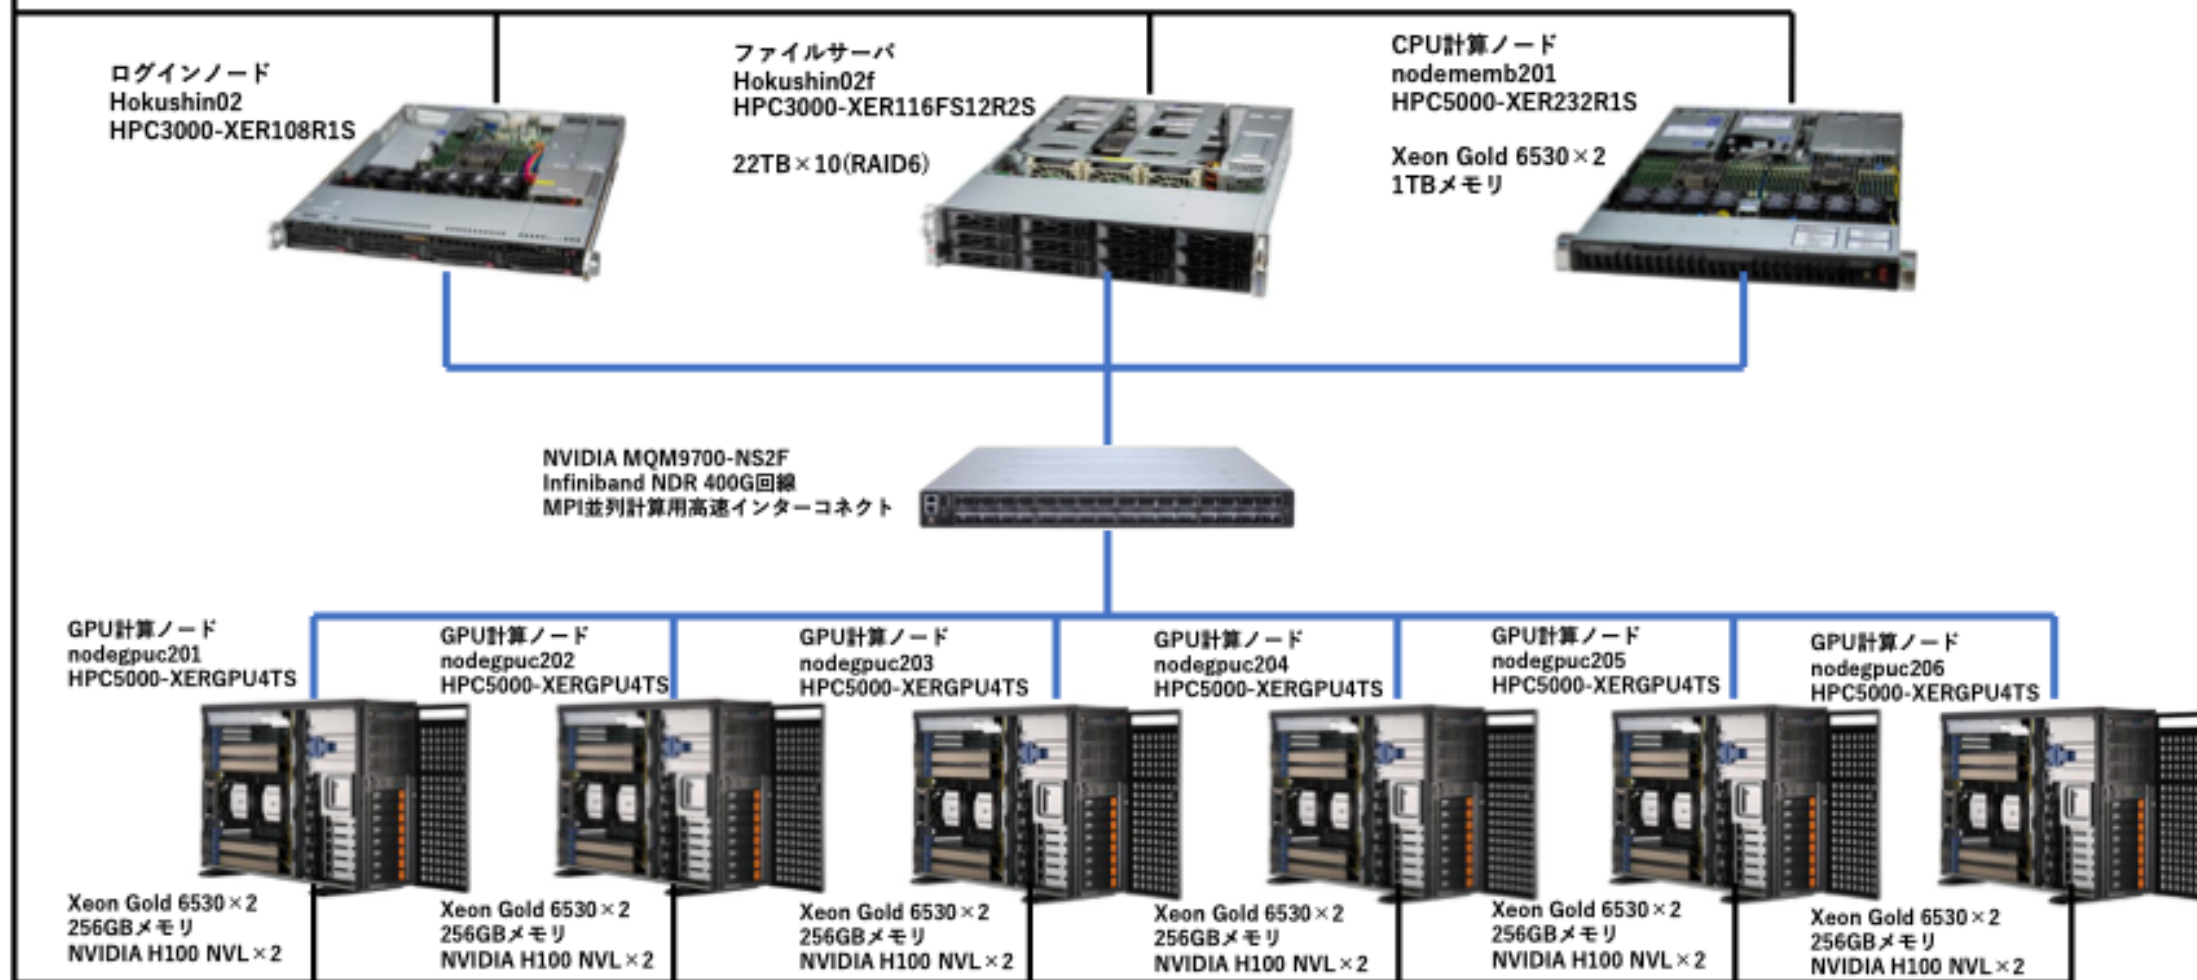 ログインノード
Hokushin02
HPC3000-XER108R1S
ファイルサーバ
Hokushin02f
HPC3000-XER116FS12R2S
22TB×10(RAID6)
CPU計算ノード
nodememb201
HPC5000-XER232R1S
Xeon Gold 6530×2
1TBメモリ
NVIDIA MQM9700-NS2F
Infiniband NDR 400G回線
MPI並列計算用高速インターコネクト
GPU計算ノード
nodegpuc201
HPC5000-XERGPU4TS
GPU計算ノード
nodegpuc202
HPC5000-XERGPU4TS
GPU計算ノード
nodegpuc203
HPC5000-XERGPU4TS
GPU計算ノード
nodegpuc204
HPC5000-XERGPU4TS
GPU計算ノード
nodegpuc205
HPC5000-XERGPU4TS
GPU計算ノード
nodegpuc206
HPC5000-XERGPU4TS
Xeon Gold 6530×2
256GBメモリ
NVIDIA H100 NVL×2
Xeon Gold 6530×2
256GBメモリ
NVIDIA H100 NVL×2
Xeon Gold 6530×2
256GBメモリ
NVIDIA H100 NVL×2
Xeon Gold 6530×2
256GBメモリ
NVIDIA H100 NVL×2
Xeon Gold 6530×2
256GBメモリ
NVIDIA H100 NVL×2
Xeon Gold 6530×2
256GBメモリ
NVIDIA H100 NVL×2